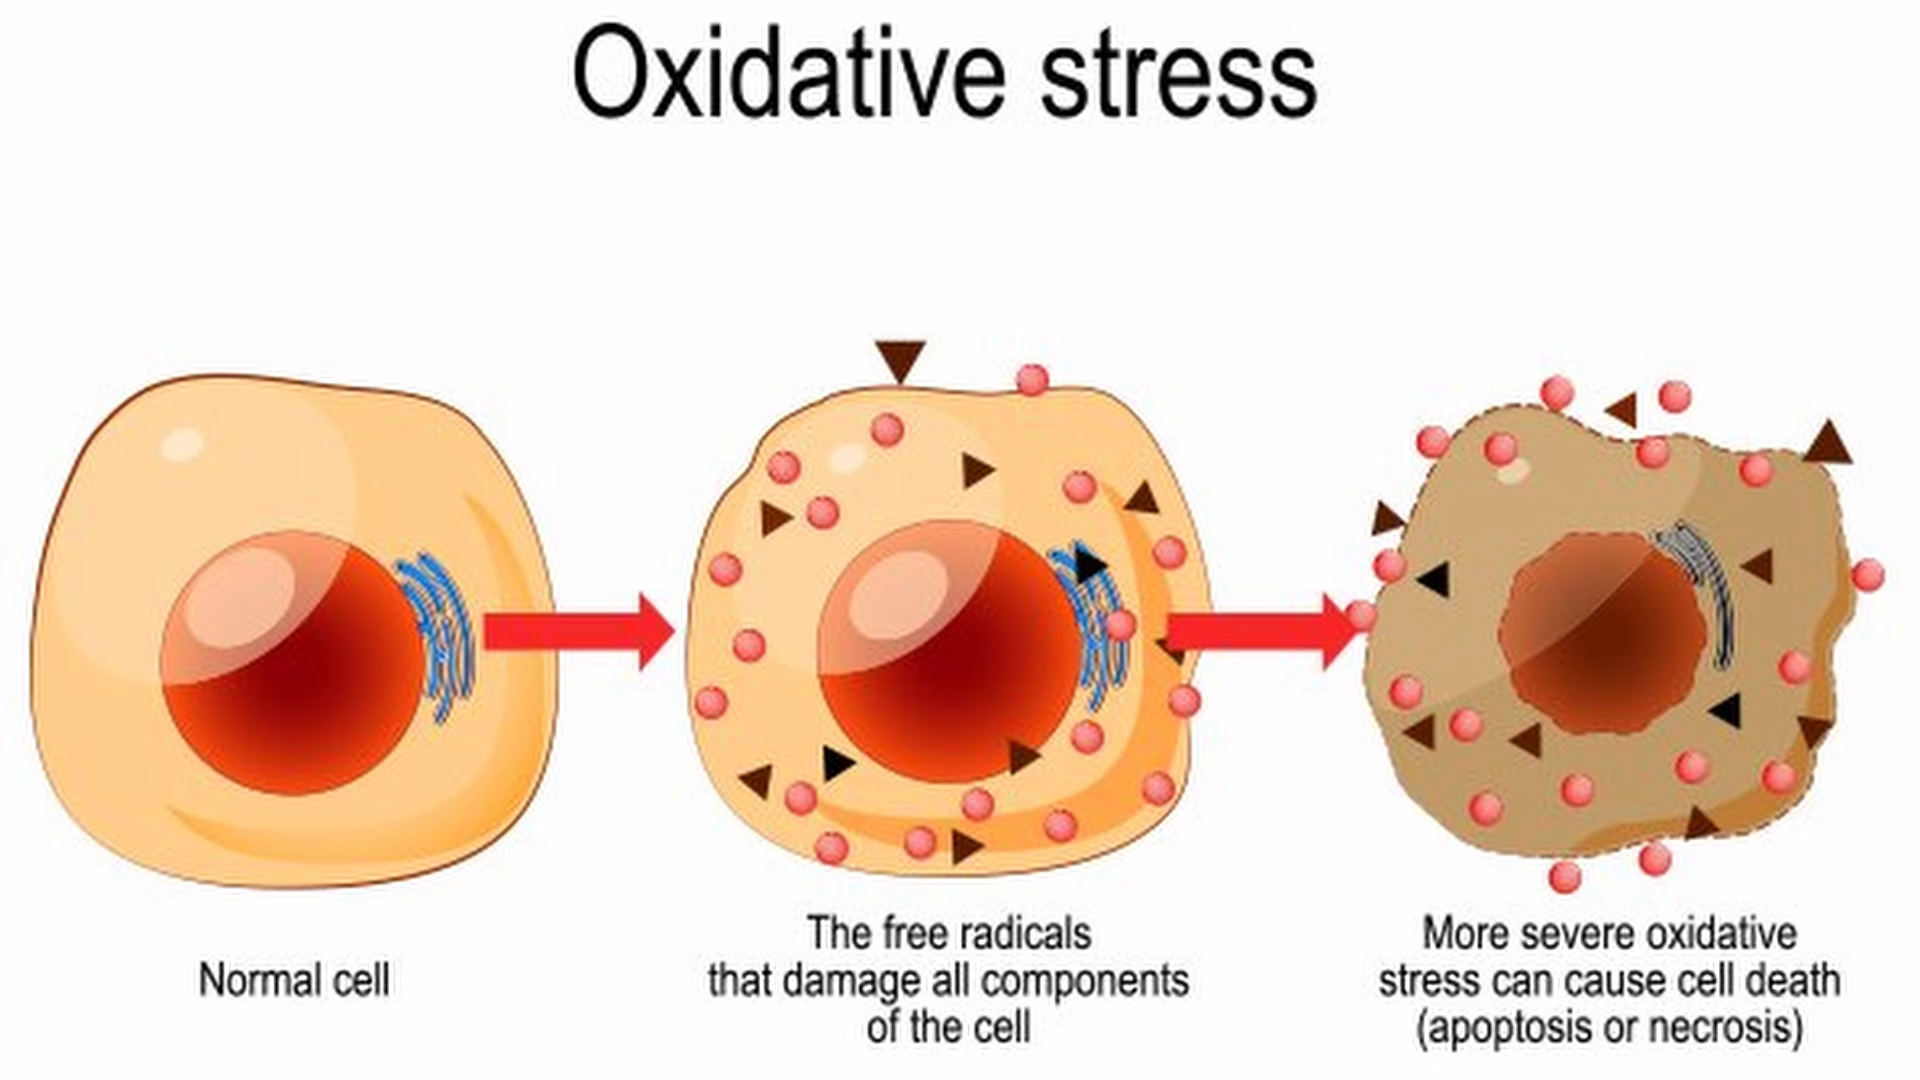 Oxidative stress
Normal cell
The free radicals
that damage all components
of the cell
More severe oxidative
stress can cause cell death
(apoptosis or necrosis)